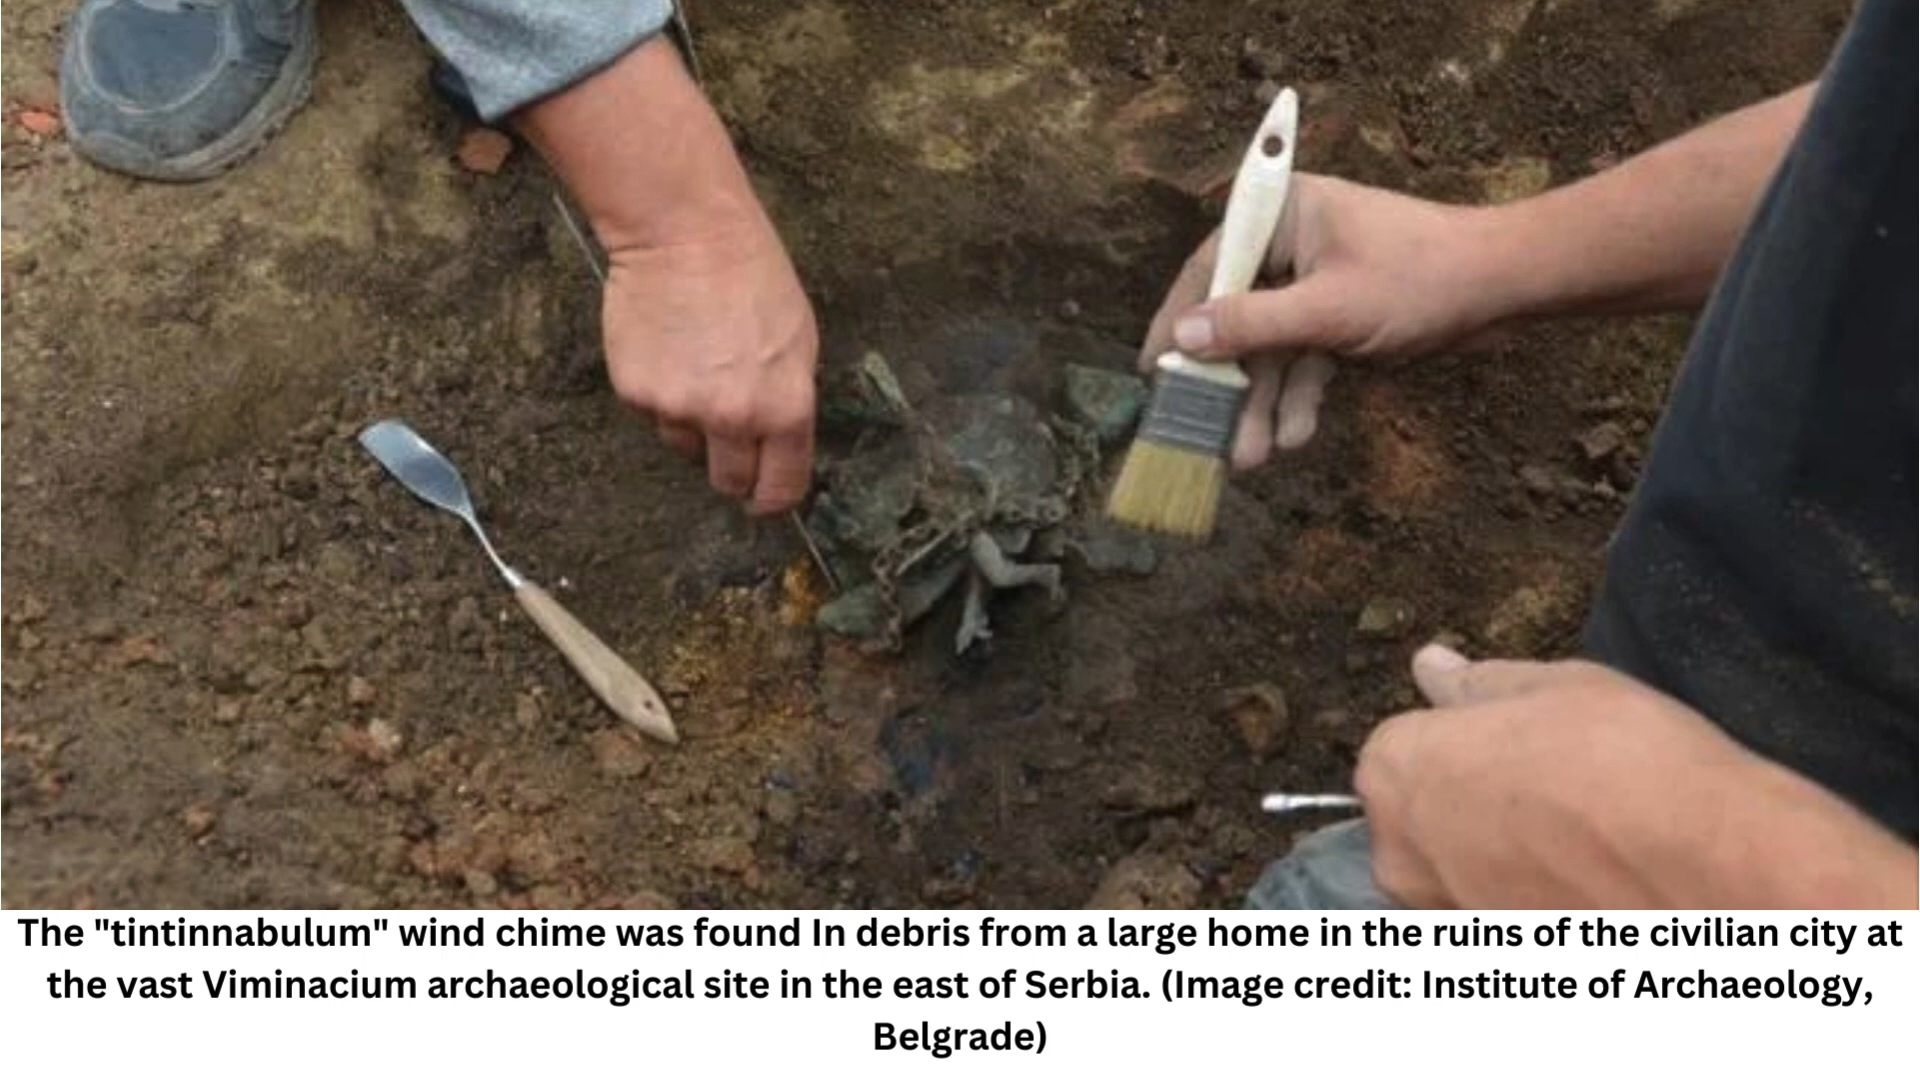 The "tintinnabulum" wind chime was found In debris from a large home in the ruins of the civilian city at
the vast Viminacium archaeological site in the east of Serbia. (Image credit: Institute of Archaeology,
Belgrade)